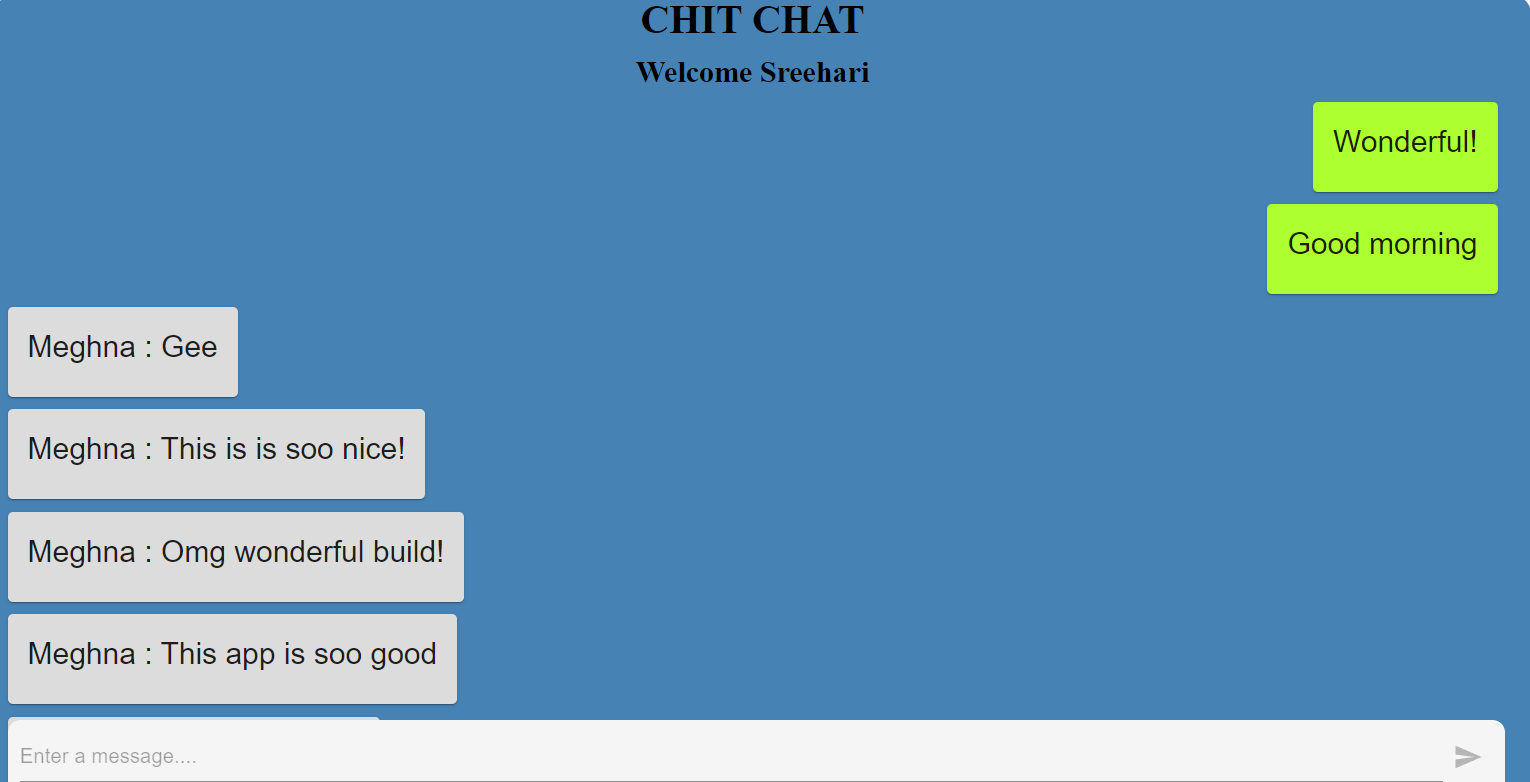 CHIT CHAT
Welcome Sreehari
Wonderful!
Good morning
Meghna : Gee
Meghna : This is is soo nice!
Meghna : Omg wonderful build!
Meghna : This app is soo good
Enter a message....